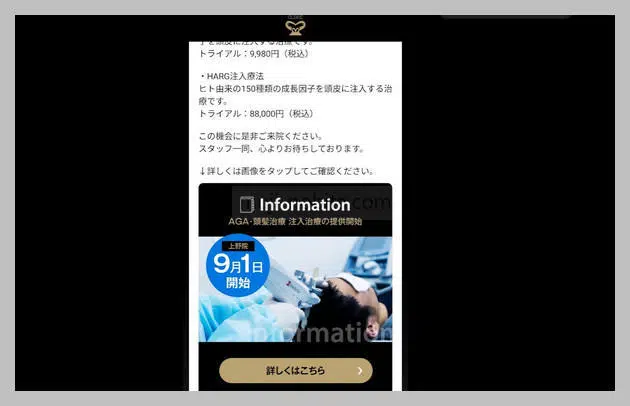 トライアル：9,980円（税込）
・HARG注入療法
ヒト由来の150種類の成長因子を頭皮に注入する治
療です。
トライアル：88,000円（税込）
この機会に是非ご来院ください。
スタッフ一同、心よりお待ちしております。
↓詳しくは画像をタップしてご確認ください。
Information
AGA・頭髪治療 注入治療の提供開始
上野院
9月1日
開始
Information
詳しくはこちら